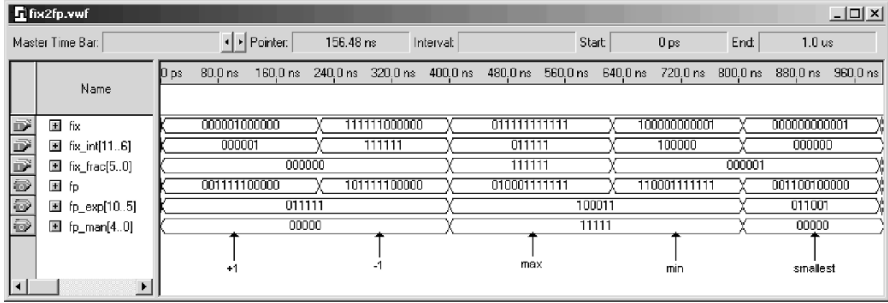 fix2fp.vwf
Master Time Bar: Pointer: 156.48 ns Interval: Start: 0 ps End: 1.0 us
Name
0 ps 80.0 ns 160.0 ns 240.0 ns 320.0 ns 400.0 ns 480.0 ns 560.0 ns 640.0 ns 720.0 ns 800.0 ns 880.0 ns 960.0 ns
fix 000001000000 111111000000 011111111111 100000000001 000000000001
fix_int[11..6] 000001 111111 011111 100000 000000
fix_frac[5..0] 000000 111111 000001
fp 001111100000 101111100000 010001111111 110001111111 001100100000
fp_exp[10..5] 011111 100011 011001
fp_man[4..0] 00000 11111 00000
+1 -1 max min smallest